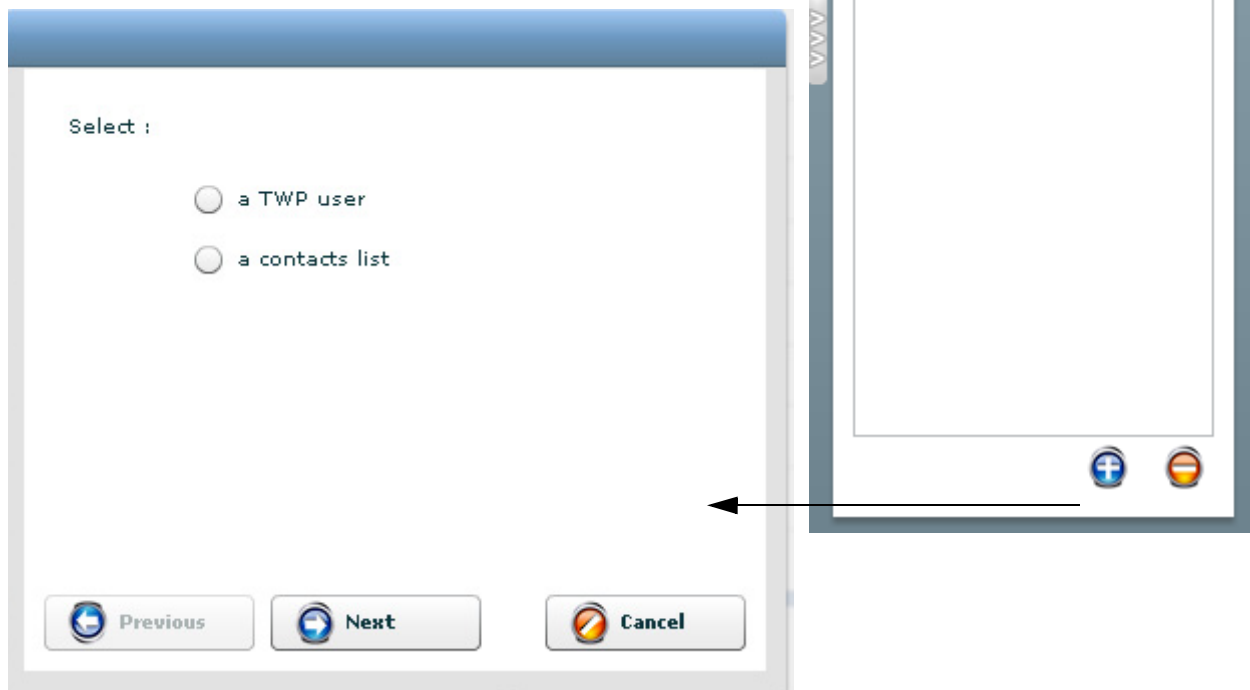 Select :
a TWP user
a contacts list
Previous
Next
Cancel